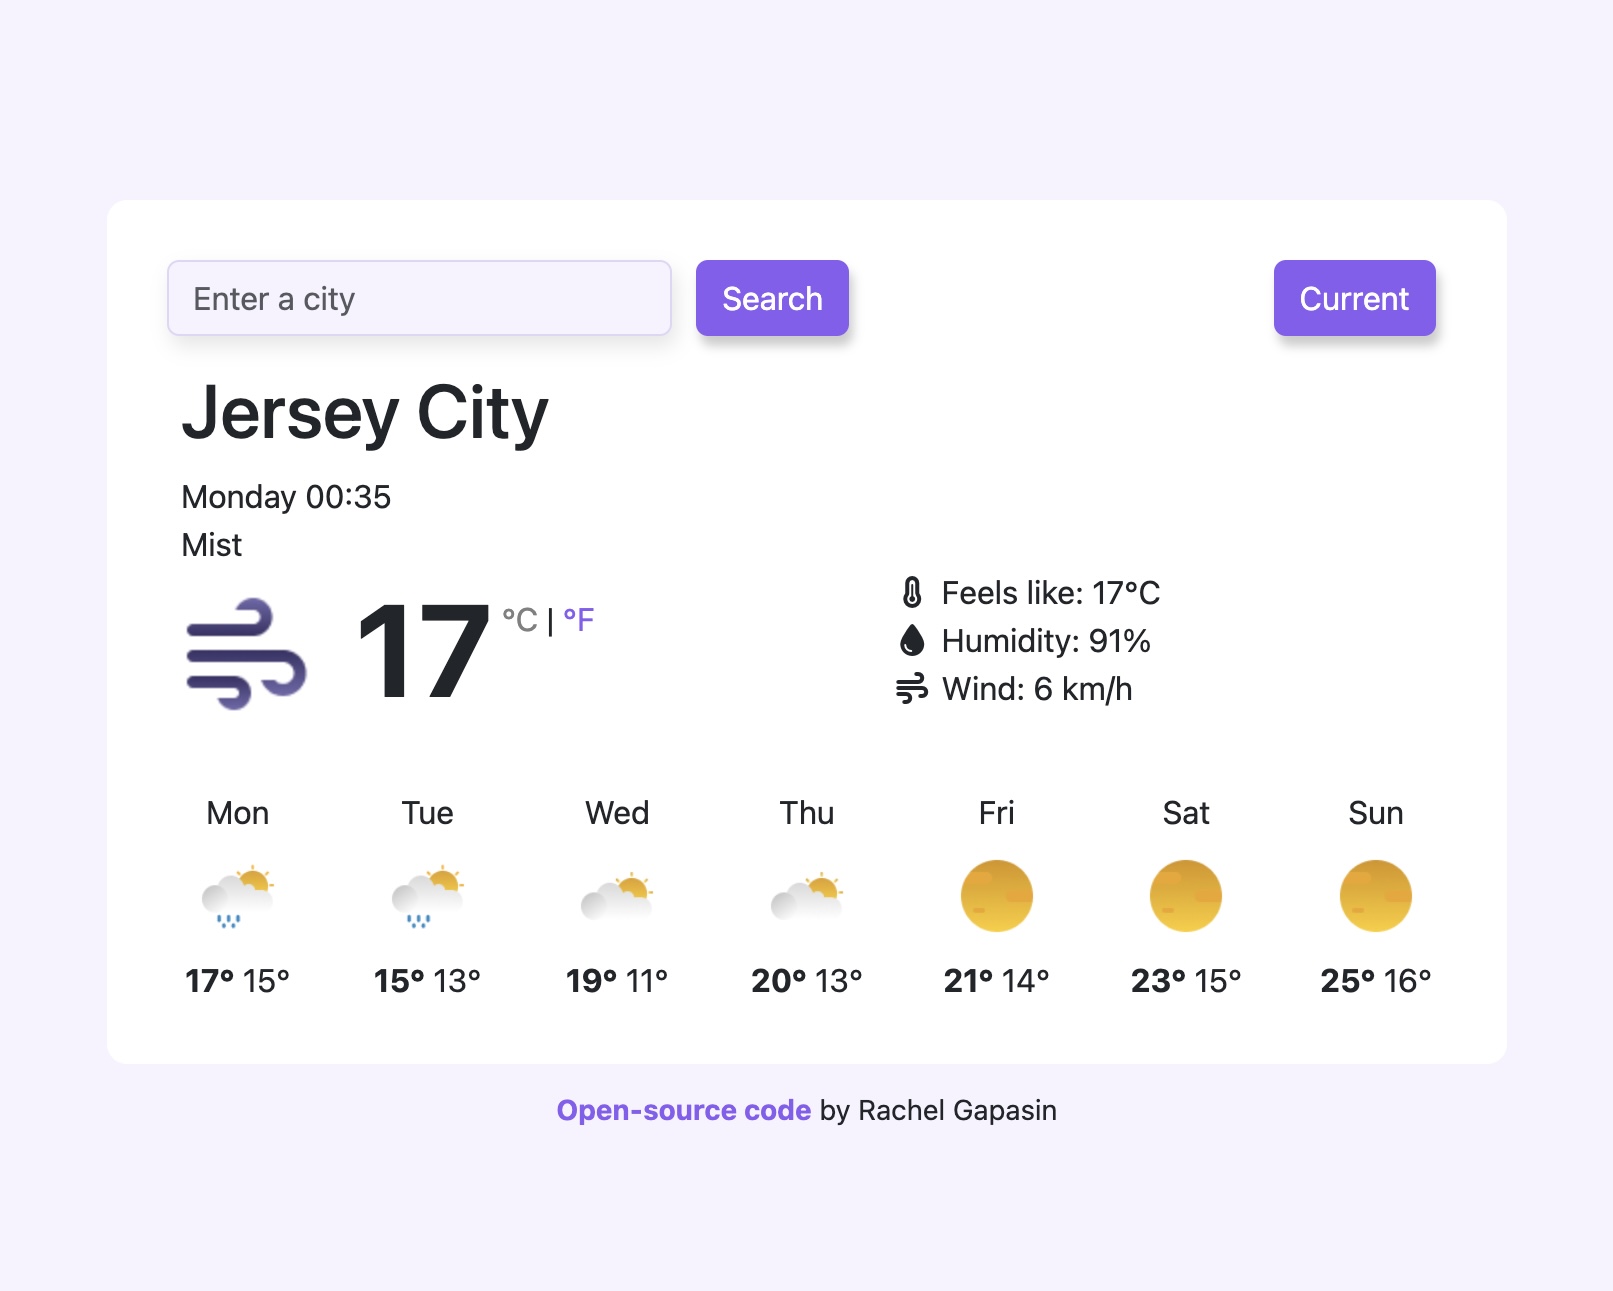 Enter a city
Search
Current
Jersey City
Monday 00:35
Mist
17 °C | °F
Feels like: 17°C
Humidity: 91%
Wind: 6 km/h
Mon Tue Wed Thu Fri Sat Sun
17° 15° 15° 13° 19° 11° 20° 13° 21° 14° 23° 15° 25° 16°
Open-source code by Rachel Gapasin